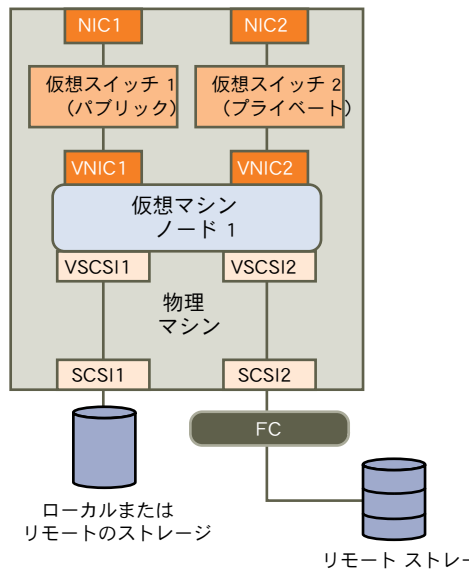 NIC1
NIC2
仮想スイッチ 1
（パブリック）
仮想スイッチ 2
（プライベート）
VNIC1
VNIC2
仮想マシン
ノード 1
VSCSI1
VSCSI2
物理
マシン
SCSI1
SCSI2
FC
ローカルまたは
リモートのストレージ
リモート ストレー